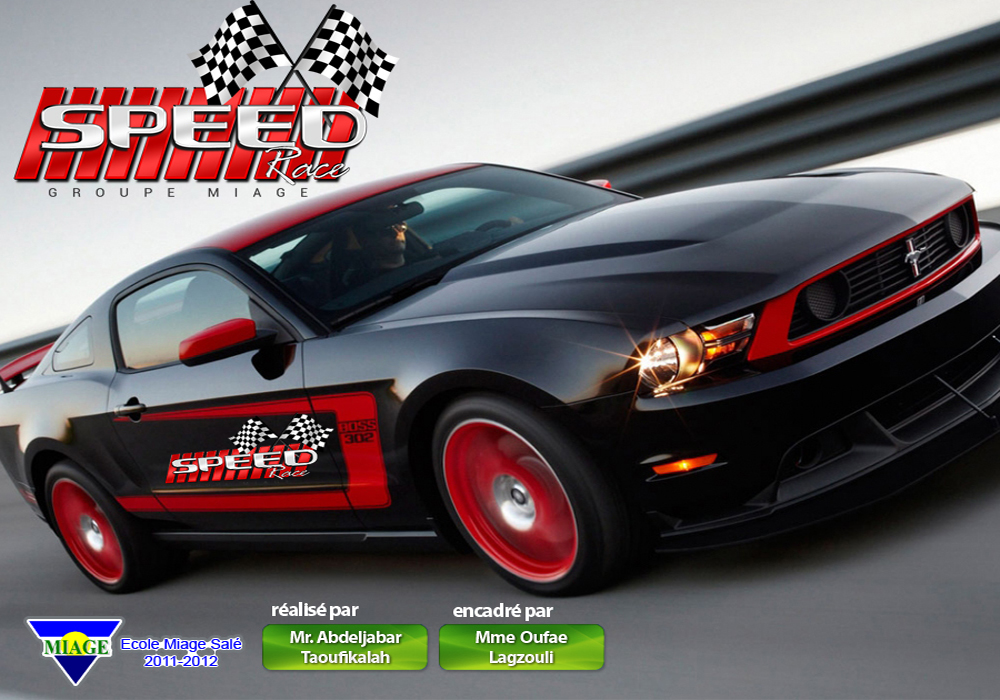 SPEED
Race
GROUPE MIAGE
BOSS
302
SPEED
Race
réalisé par
Mr. Abdeljabar
Taoufikalah
encadré par
Mme Oufae
Lagzouli
MIAGE
Ecole Miage Salé
2011-2012